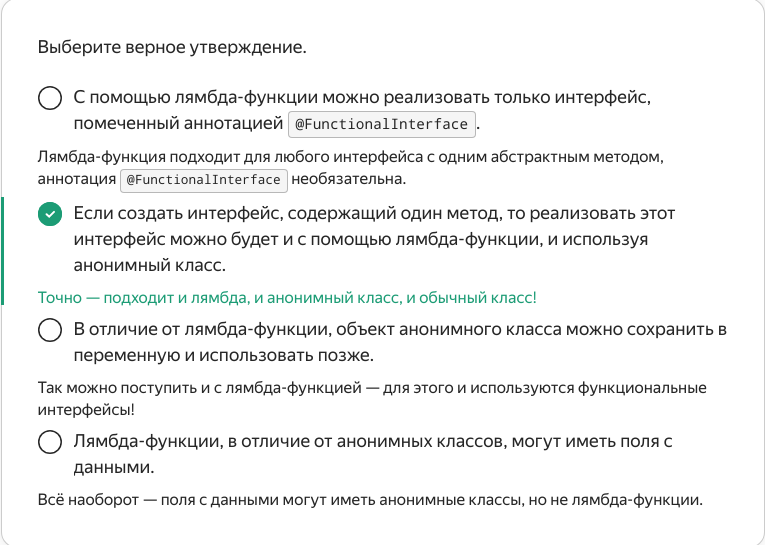 Выберите верное утверждение.
С помощью лямбда-функции можно реализовать только интерфейс,
помеченный аннотацией @FunctionalInterface.
Лямбда-функция подходит для любого интерфейса с одним абстрактным методом,
аннотация @FunctionalInterface необязательна.
Если создать интерфейс, содержащий один метод, то реализовать этот
интерфейс можно будет и с помощью лямбда-функции, и используя
анонимный класс.
Точно — подходит и лямбда, и анонимный класс, и обычный класс!
В отличие от лямбда-функции, объект анонимного класса можно сохранить в
переменную и использовать позже.
Так можно поступить и с лямбда-функцией — для этого и используются функциональные
интерфейсы!
Лямбда-функции, в отличие от анонимных классов, могут иметь поля с
данными.
Всё наоборот — поля с данными могут иметь анонимные классы, но не лямбда-функции.